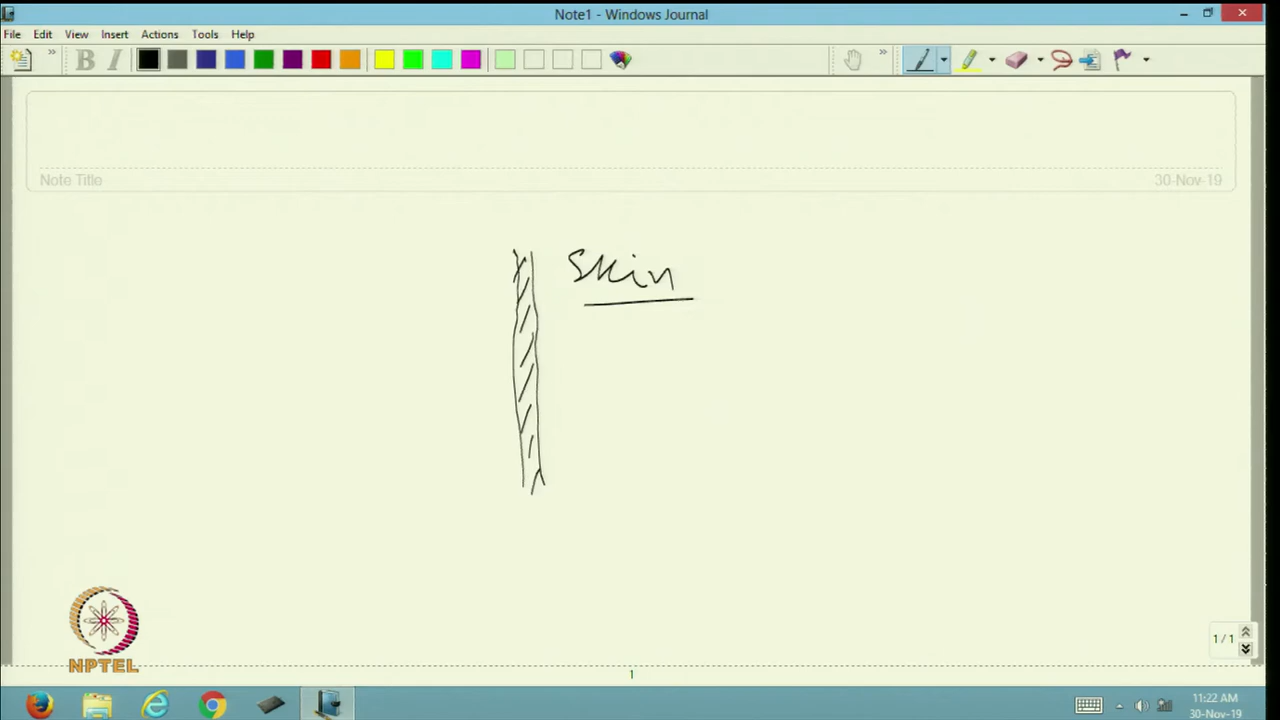 Note1 - Windows Journal
File Edit View Insert Actions Tools Help
B I
Note Title
30-Nov-19
Skin
NPTEL
1 / 1
1
11:22 AM
30-Nov-19